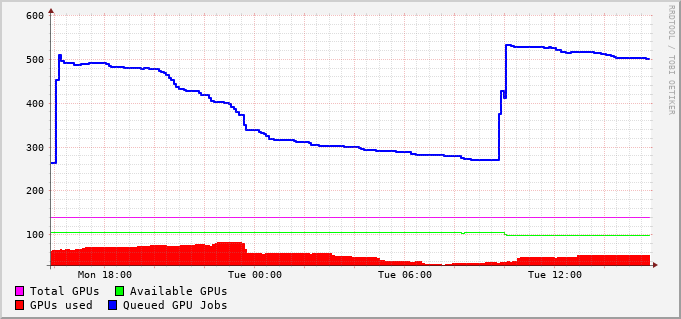 600
500
400
300
200
100
Mon 18:00 Tue 00:00 Tue 06:00 Tue 12:00
Total GPUs Available GPUs
GPUs used Queued GPU Jobs
RRDTOOL / TOBI OETIKER